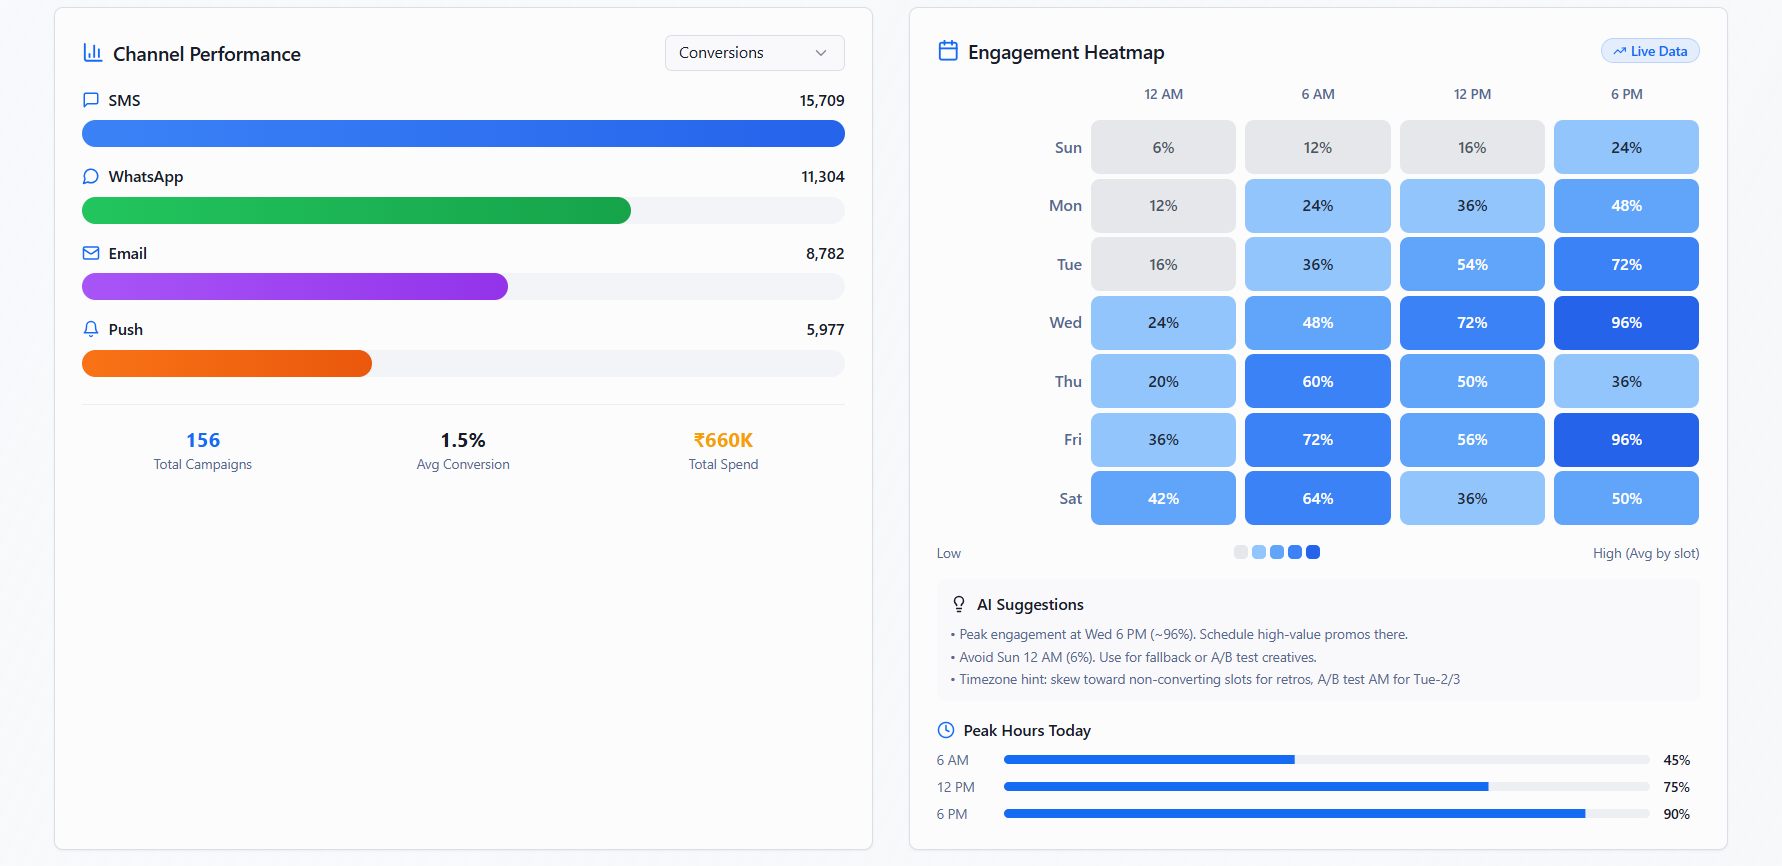 Channel Performance
Conversions
SMS 15,709
WhatsApp 11,304
Email 8,782
Push 5,977
156 1.5% ₹660K
Total Campaigns Avg Conversion Total Spend
Engagement Heatmap
Live Data
12 AM 6 AM 12 PM 6 PM
Sun 6% 12% 16% 24%
Mon 12% 24% 36% 48%
Tue 16% 36% 54% 72%
Wed 24% 48% 72% 96%
Thu 20% 60% 50% 36%
Fri 36% 72% 56% 96%
Sat 42% 64% 36% 50%
Low High (Avg by slot)
AI Suggestions
• Peak engagement at Wed 6 PM (~96%). Schedule high-value promos there.
• Avoid Sun 12 AM (6%). Use for fallback or A/B test creatives.
• Timezone hint: skew toward non-converting slots for retros, A/B test AM for Tue-2/3
Peak Hours Today
6 AM 45%
12 PM 75%
6 PM 90%